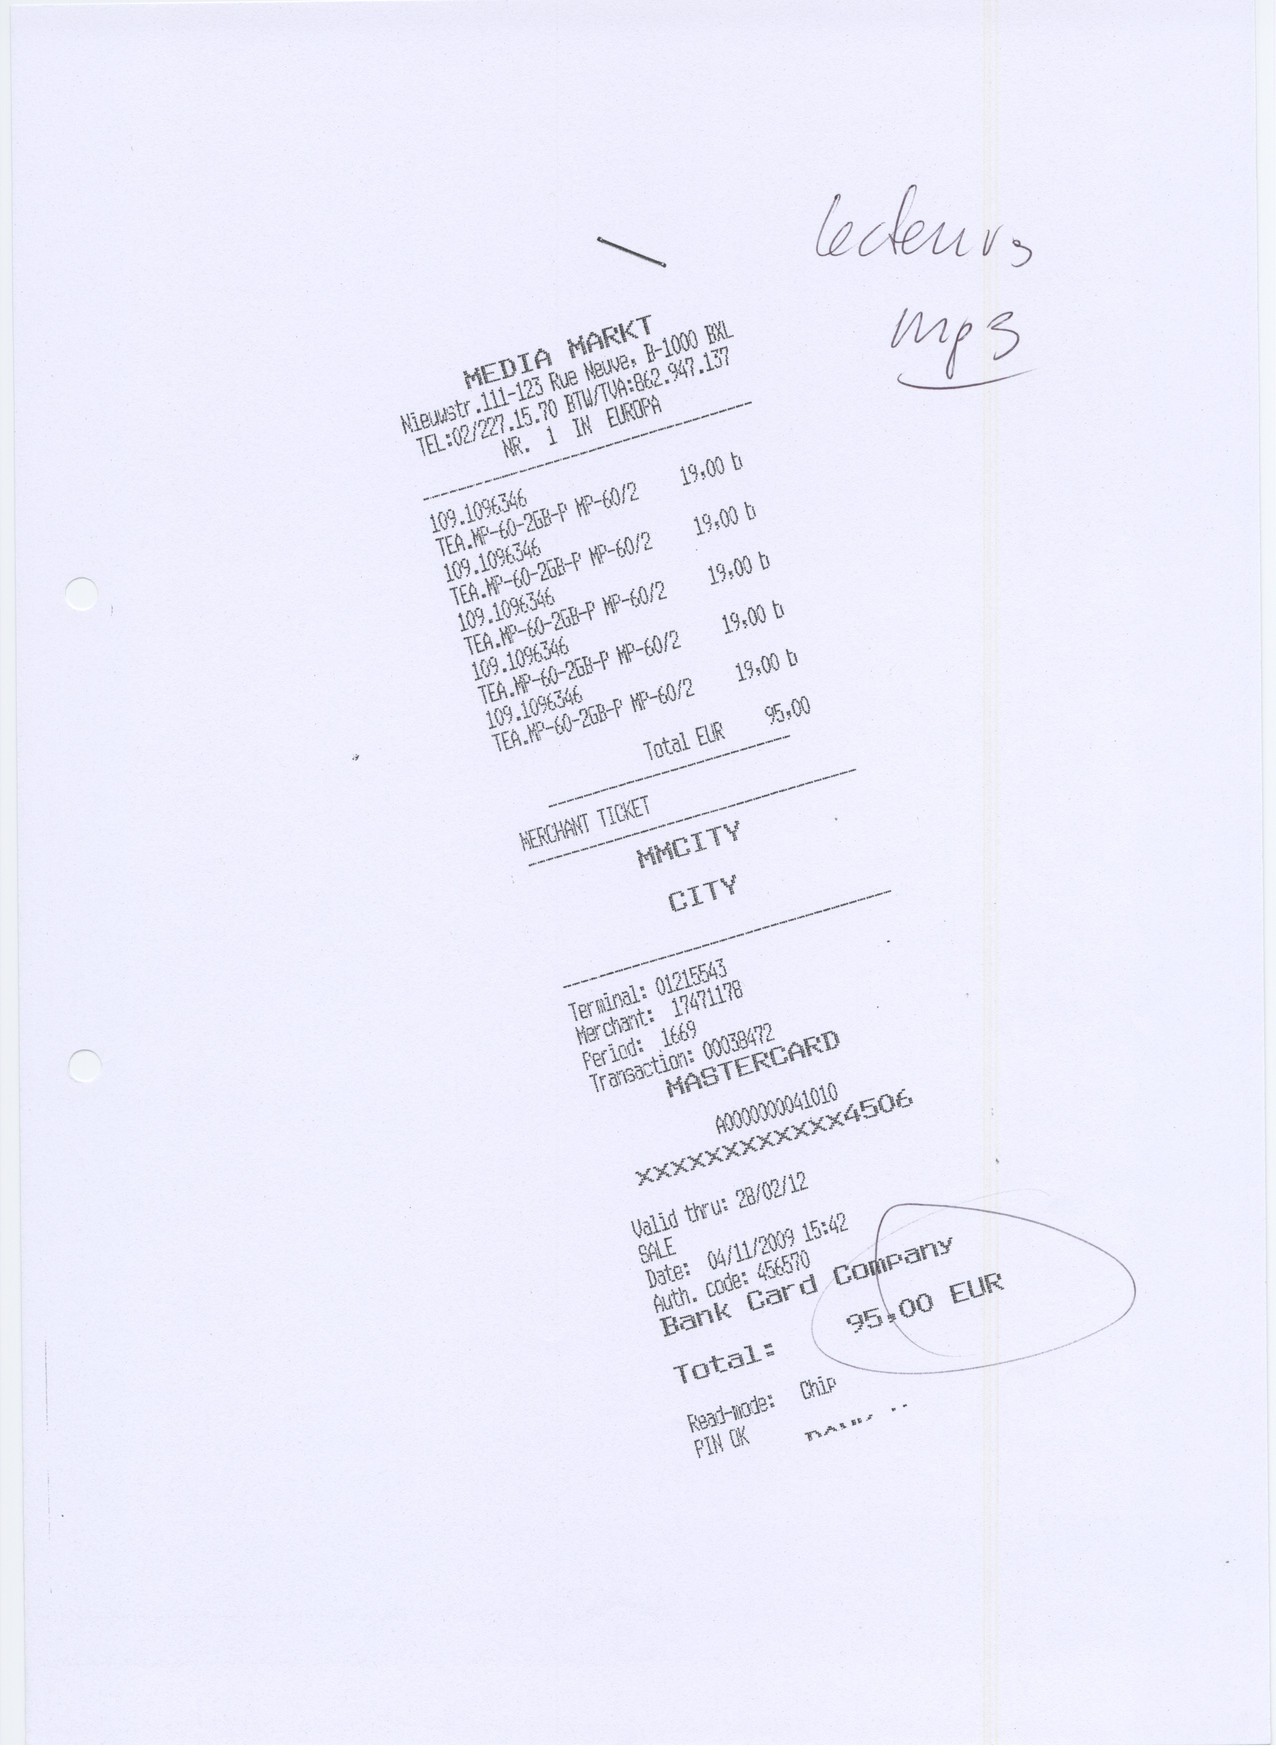 lecteurs
mp3
MEDIA MARKT
Nieuwstr.111-123 Rue Neuve, B-1000 BXL
TEL:02/227.15.70 BTW/TVA:862.947.137
NR. 1 IN EUROPA
109.1096346
TEA.MP-60-2GB-P MP-60/2 19,00 b
109.1096346
TEA.MP-60-2GB-P MP-60/2 19,00 b
109.1096346
TEA.MP-60-2GB-P MP-60/2 19,00 b
109.1096346
TEA.MP-60-2GB-P MP-60/2 19,00 b
109.1096346
TEA.MP-60-2GB-P MP-60/2 19,00 b
Total EUR 95,00
MERCHANT TICKET
MMCITY
CITY
Terminal: 01215543
Merchant: 17471178
Period: 1669
Transaction: 00038472
MASTERCARD
A0000000041010
XXXXXXXXXXXX4506
Valid thru: 28/02/12
SALE
Date: 04/11/2009 15:42
Auth. code: 456570
Bank Card Company
Total: 95,00 EUR
Read-mode: Chip
PIN OK